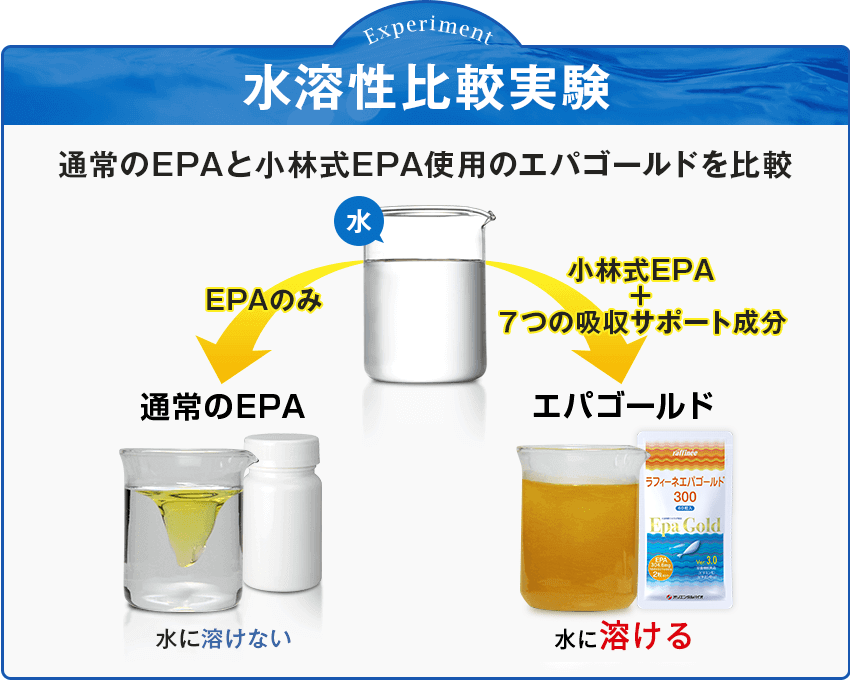 Experiment
水溶性比較実験
通常のEPAと小林式EPA使用のエパゴールドを比較
水
EPAのみ
小林式EPA
+
7つの吸収サポート成分
通常のEPA
エパゴールド
raffinee
ラフィーネエパゴールド
300
Epa Gold
Ver 3.0
EPA
2粒
水に溶けない
水に溶ける